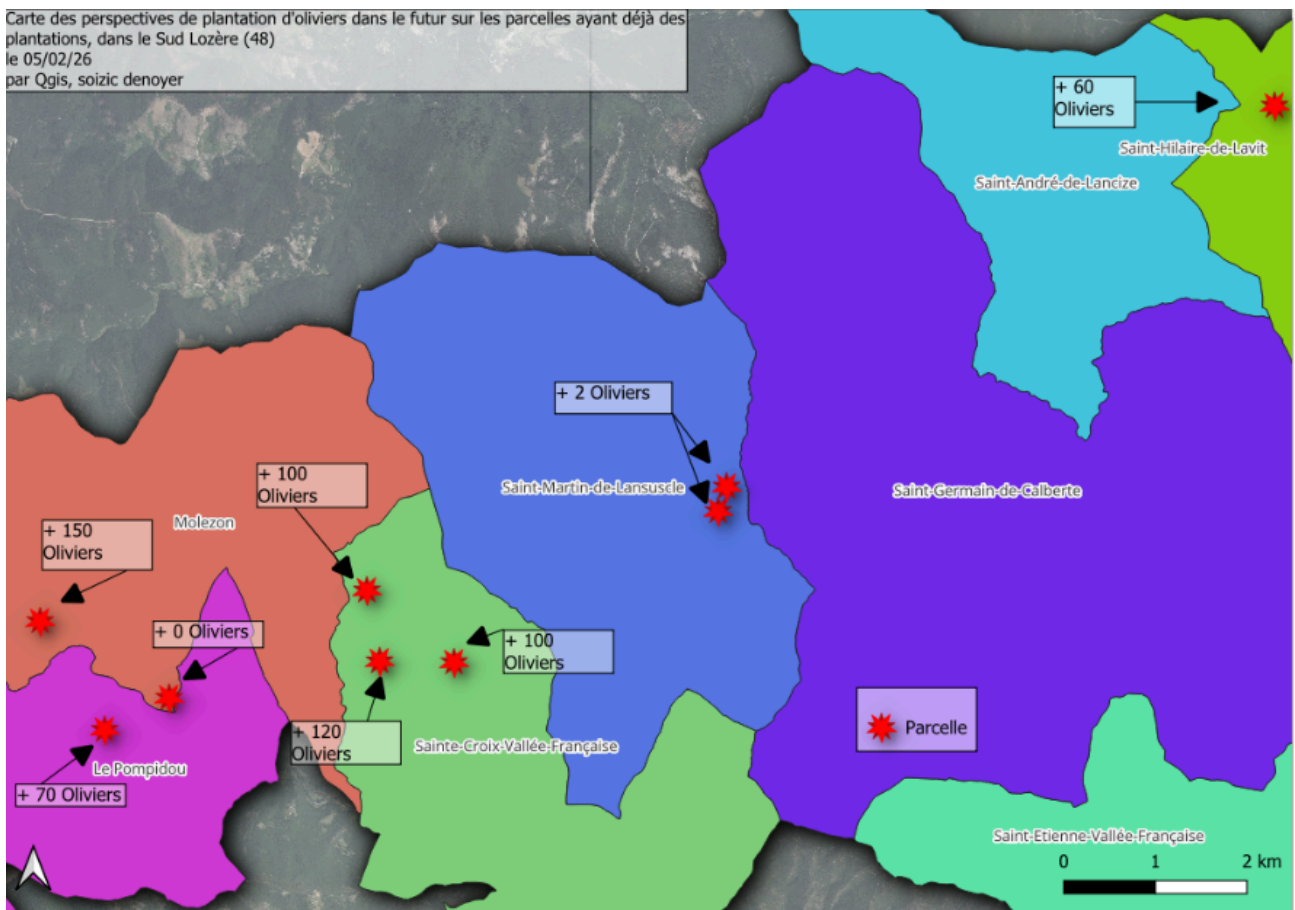 Carte des perspectives de plantation d'oliviers dans le futur sur les parcelles ayant déjà des
plantations, dans le Sud Lozère (48)
le 05/02/26
par Qgis, soizic denoyer
+ 60
Oliviers
Saint-Hilaire-de-Lavit
Saint-André-de-Lancize
+ 2 Oliviers
+ 100
Oliviers
Saint-Martin-de-Lansuscle
Saint-Germain-de-Calberte
Molezon
+ 150
Oliviers
+ 0 Oliviers
+ 100
Oliviers
Parcelle
+ 120
Oliviers
Sainte-Croix-Vallée-Française
Le Pompidou
+ 70 Oliviers
Saint-Etienne-Vallée-Française
0 1 2 km